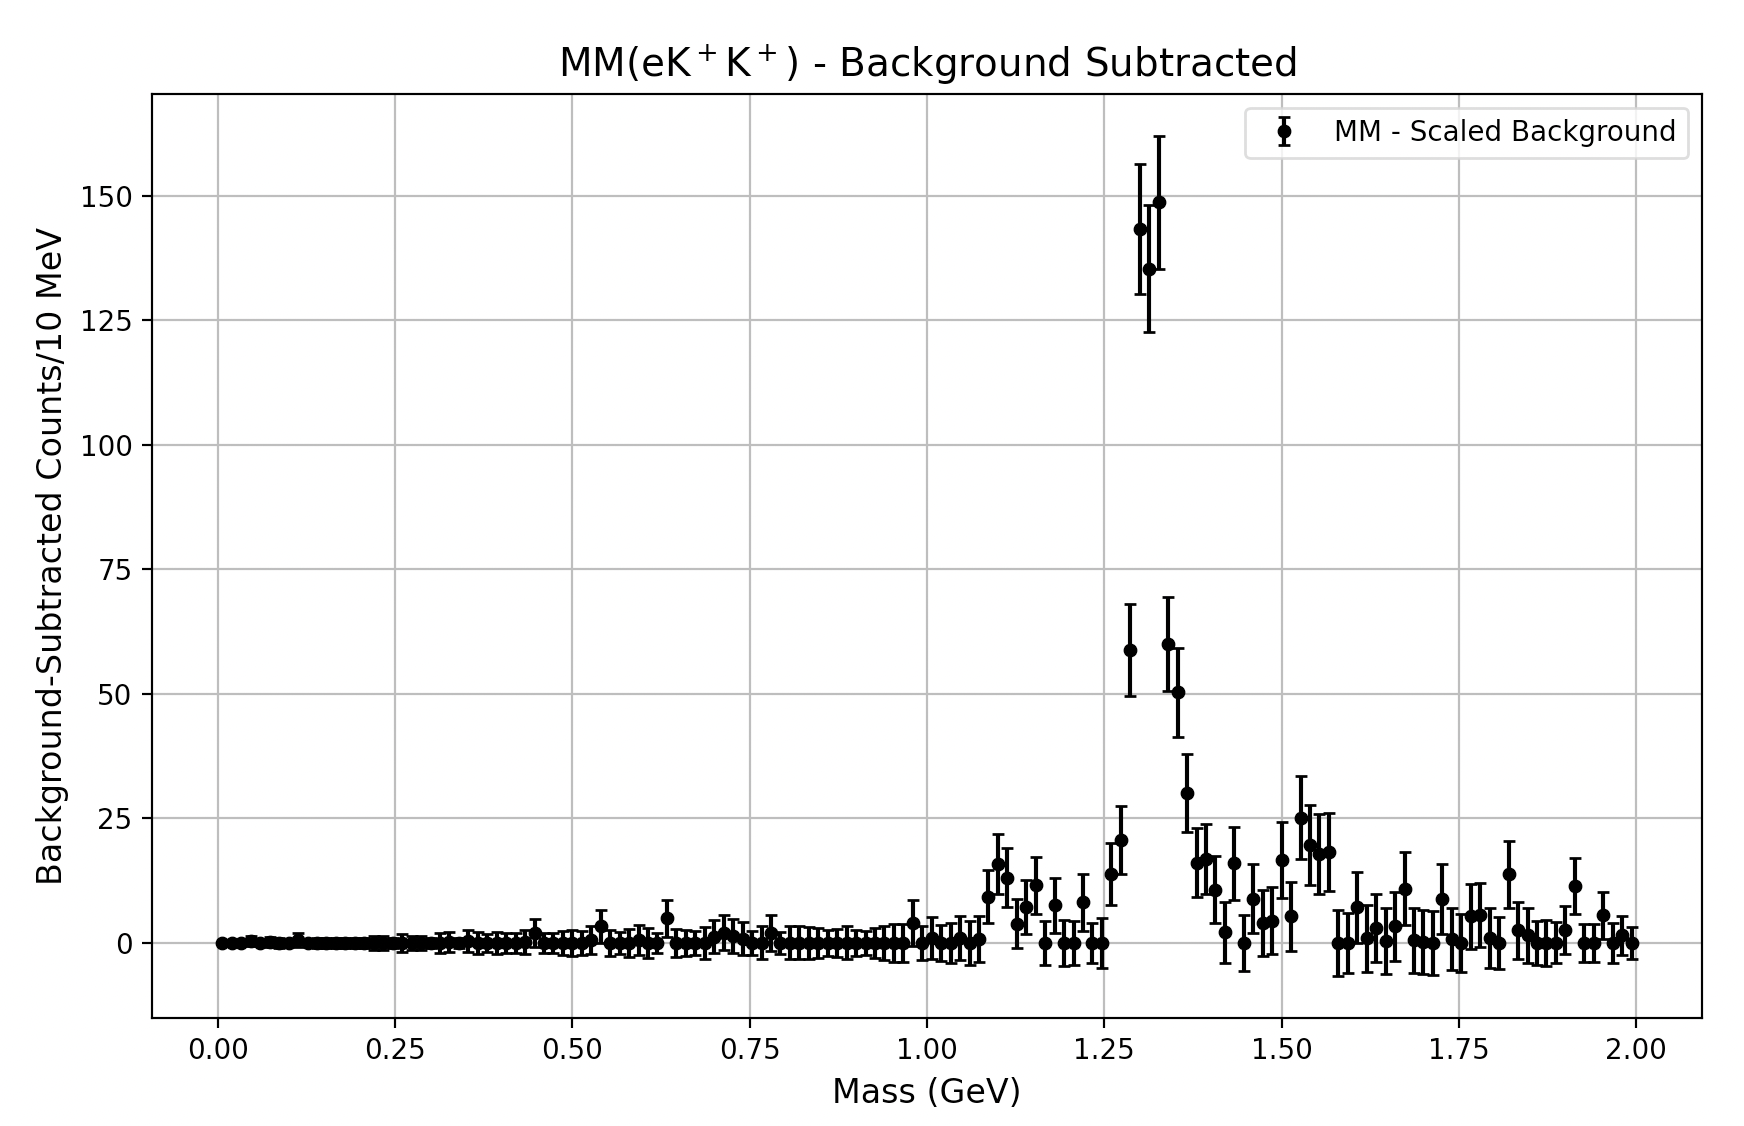 MM(eK⁺K⁺) - Background Subtracted
MM - Scaled Background
Background-Subtracted Counts/10 MeV
150
125
100
75
50
25
0
0.00 0.25 0.50 0.75 1.00 1.25 1.50 1.75 2.00
Mass (GeV)